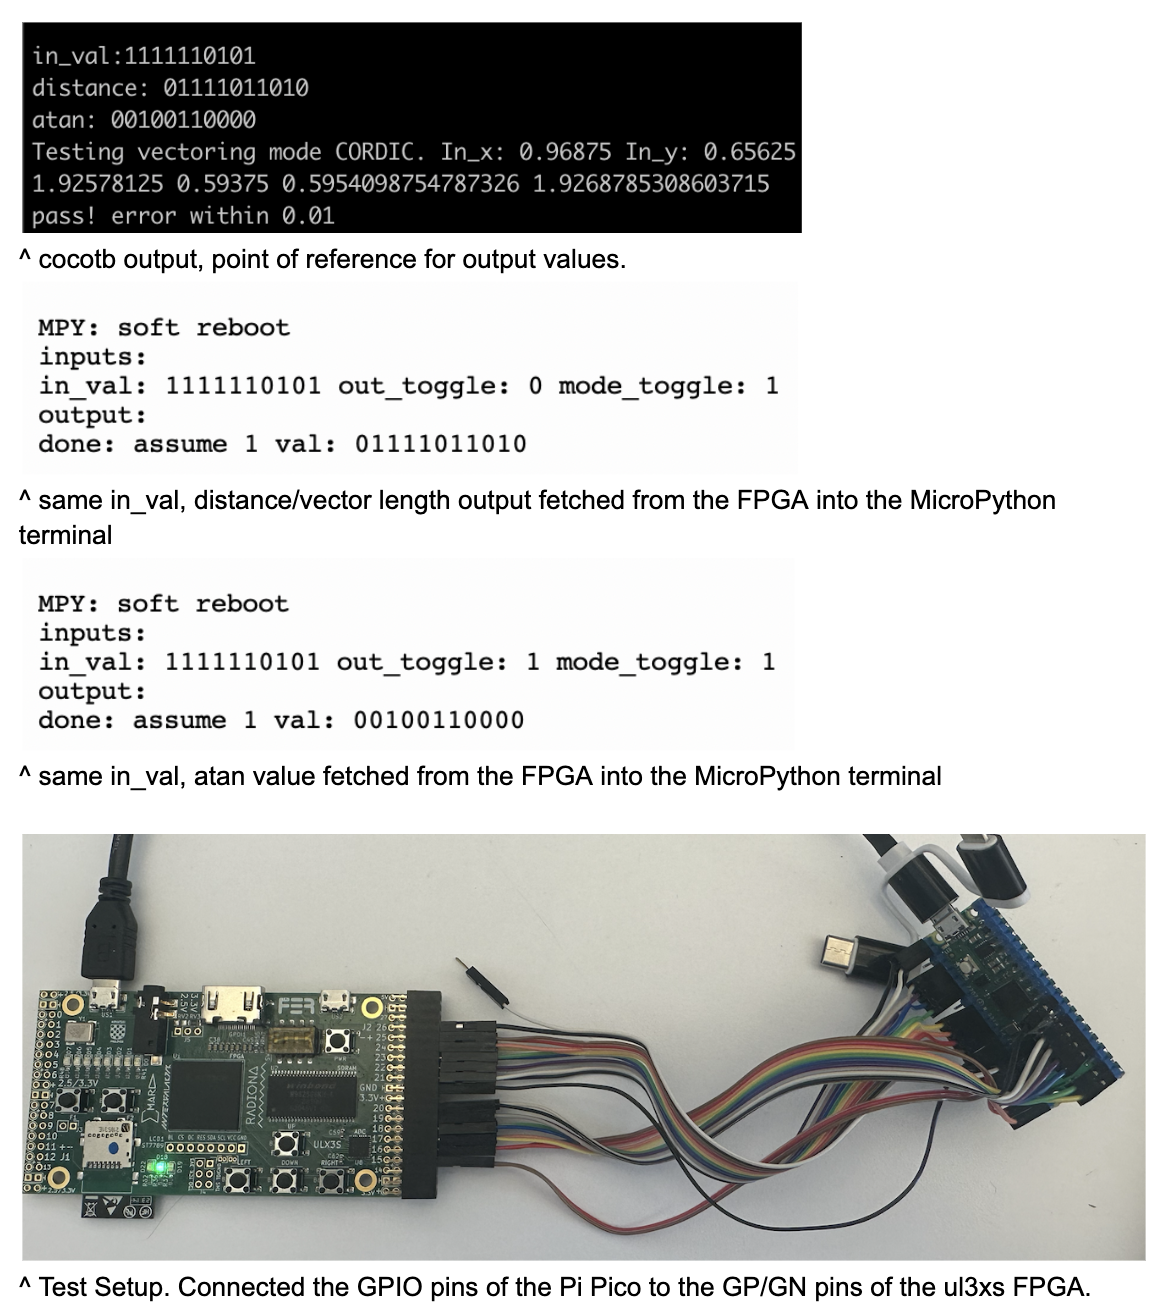 in_val:1111110101
distance: 01111011010
atan: 00100110000
Testing vectoring mode CORDIC. In_x: 0.96875 In_y: 0.65625
1.92578125 0.59375 0.5954098754787326 1.9268785308603715
pass! error within 0.01
^ cocotb output, point of reference for output values.
MPY: soft reboot
inputs:
in_val: 1111110101 out_toggle: 0 mode_toggle: 1
output:
done: assume 1 val: 01111011010
^ same in_val, distance/vector length output fetched from the FPGA into the MicroPython
terminal
MPY: soft reboot
inputs:
in_val: 1111110101 out_toggle: 1 mode_toggle: 1
output:
done: assume 1 val: 00100110000
^ same in_val, atan value fetched from the FPGA into the MicroPython terminal
FER
J2
US1
FPGA
SDRAM
GND
3.3V
2.5/3.3V
RADIONA
ULX3S
UP
LEFT
DOWN
RIGHT
J1
^ Test Setup. Connected the GPIO pins of the Pi Pico to the GP/GN pins of the ul3xs FPGA.